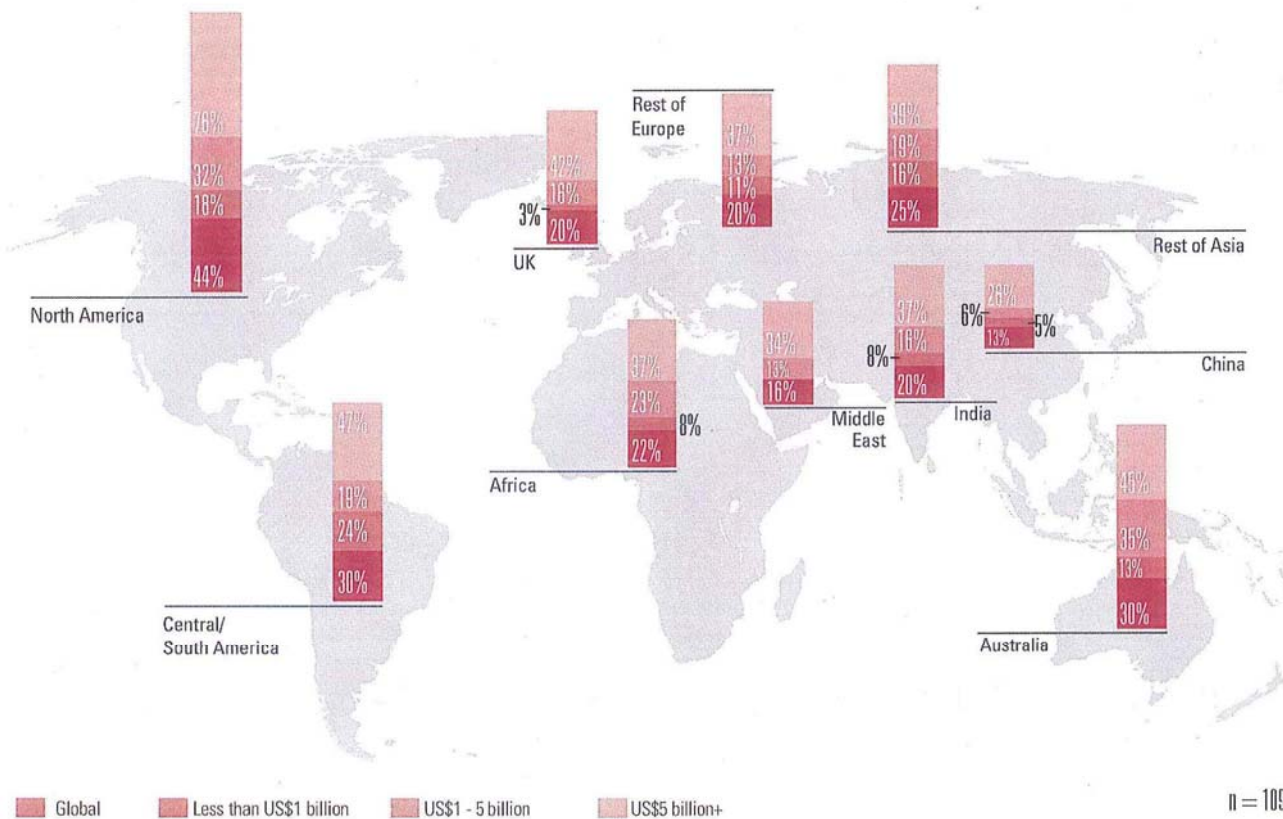 76%
32%
18%
44%
North America
42%
16%
3%
20%
UK
Rest of
Europe
37%
13%
11%
20%
39%
19%
16%
25%
Rest of Asia
37%
23%
8%
22%
Africa
34%
13%
16%
Middle
East
37%
16%
8%
20%
India
26%
6%
5%
13%
China
47%
19%
24%
30%
Central/
South America
45%
35%
13%
30%
Australia
Global
Less than US$1 billion
US$1 - 5 billion
US$5 billion+
n = 109